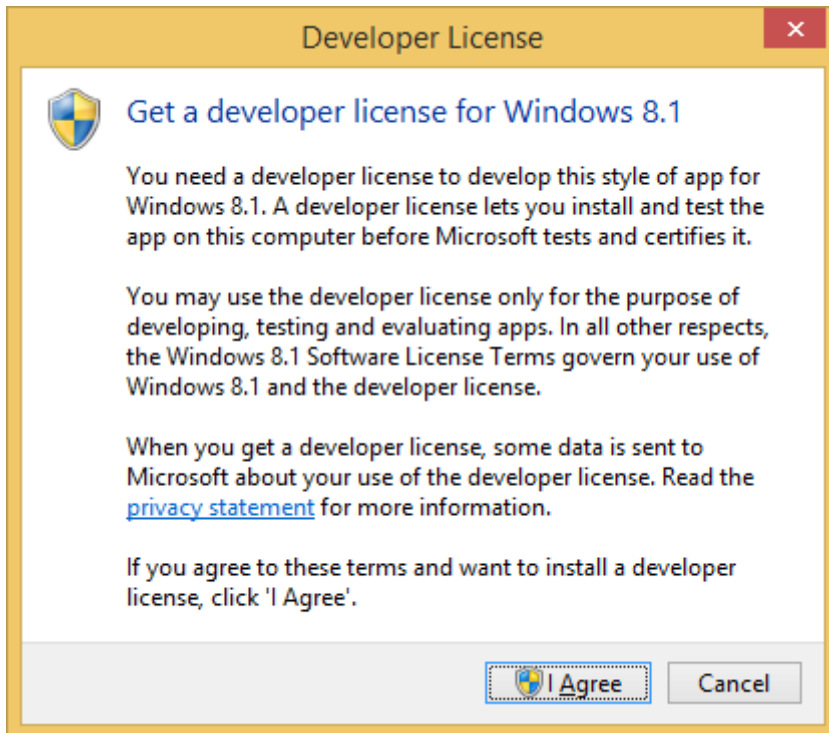 Developer License
Get a developer license for Windows 8.1
You need a developer license to develop this style of app for
Windows 8.1. A developer license lets you install and test the
app on this computer before Microsoft tests and certifies it.
You may use the developer license only for the purpose of
developing, testing and evaluating apps. In all other respects,
the Windows 8.1 Software License Terms govern your use of
Windows 8.1 and the developer license.
When you get a developer license, some data is sent to
Microsoft about your use of the developer license. Read the
privacy statement for more information.
If you agree to these terms and want to install a developer
license, click 'I Agree'.
I Agree
Cancel